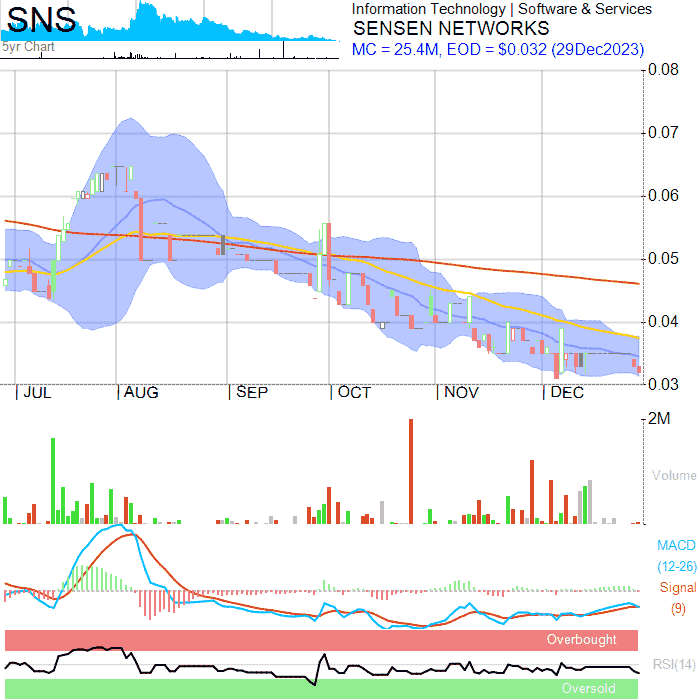 SNS
Information Technology | Software & Services
SENSEN NETWORKS
MC = 25.4M, EOD = $0.032 (29Dec2023)
5yr Chart
0.08
0.07
0.06
0.05
0.04
0.03
JUL AUG SEP OCT NOV DEC
2M
Volume
MACD
(12-26)
Signal
(9)
Overbought
RSI(14)
Oversold